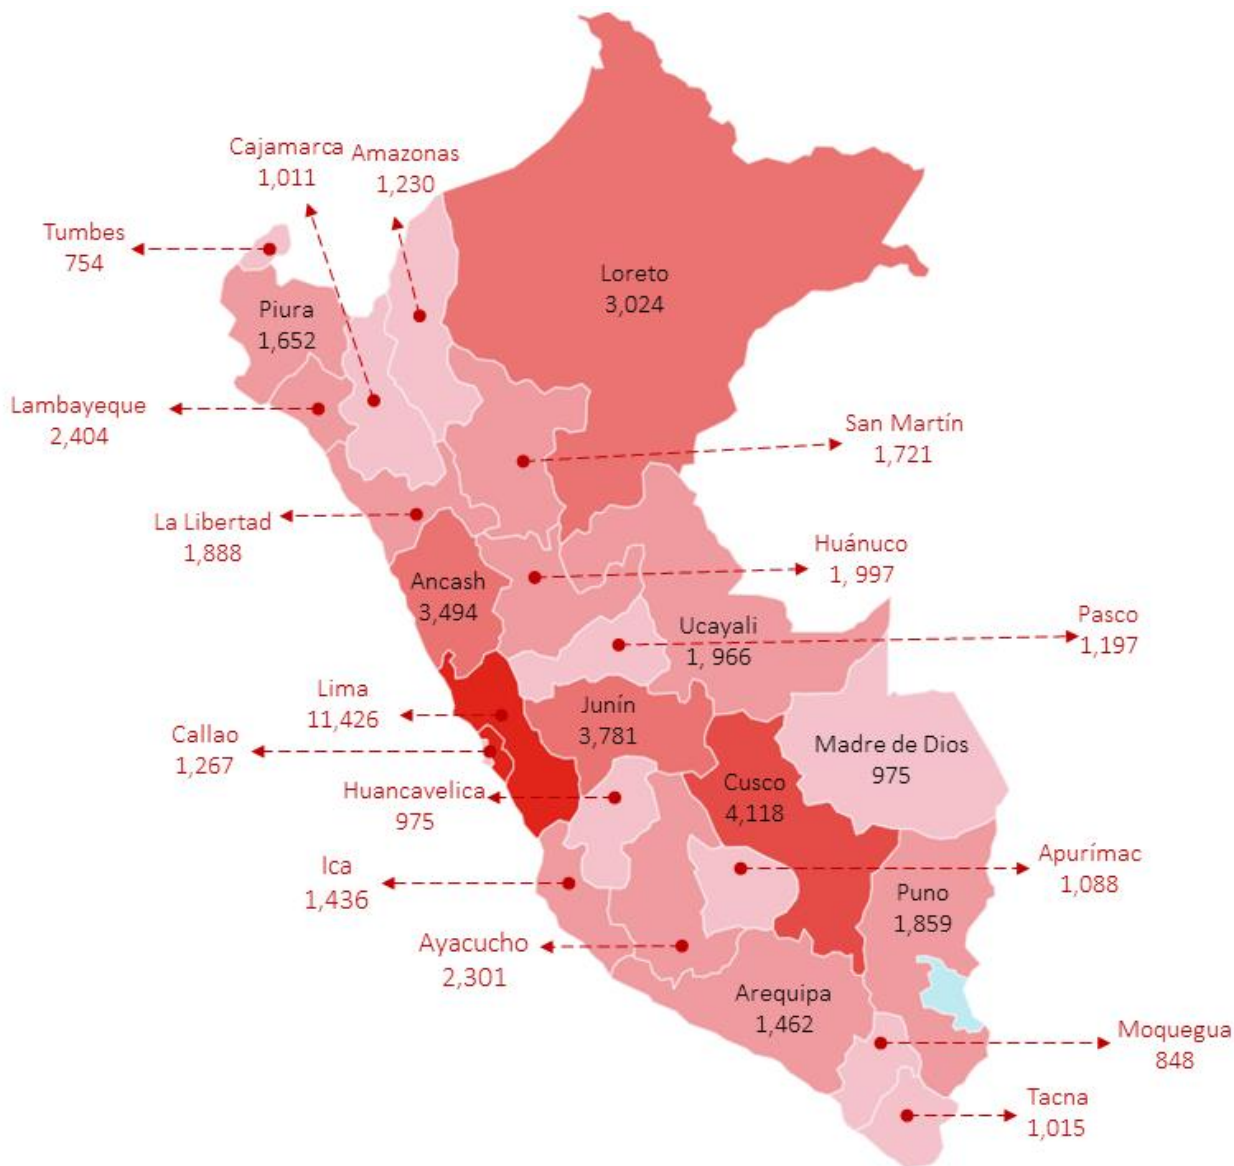 Cajamarca
1,011
Amazonas
1,230
Tumbes
754
Loreto
3,024
Piura
1,652
Lambayeque
2,404
San Martín
1,721
La Libertad
1,888
Huánuco
1, 997
Ancash
3,494
Pasco
1,197
Ucayali
1, 966
Lima
11,426
Junín
3,781
Callao
1,267
Madre de Dios
975
Huancavelica
975
Cusco
4,118
Apurímac
1,088
Ica
1,436
Puno
1,859
Ayacucho
2,301
Arequipa
1,462
Moquegua
848
Tacna
1,015